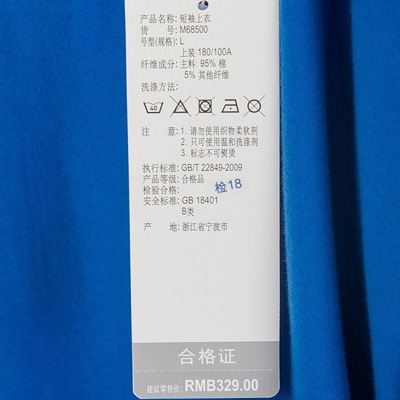 产品名称: 短袖上衣
货 号: M68500
号型(规格): L
上装 180/100A
纤维成分: 主料: 95% 棉
5% 其他纤维
洗涤方法:
40
注 意: 1. 请勿使用织物柔软剂
2. 只可使用温和洗涤剂
3. 标志不可熨烫
执行标准: GB/T 22849-2009
产品等级: 合格品
检验合格: 检18
安全标准: GB 18401
B类
产 地: 浙江省宁波市
合格证
建议零售价: RMB329.00